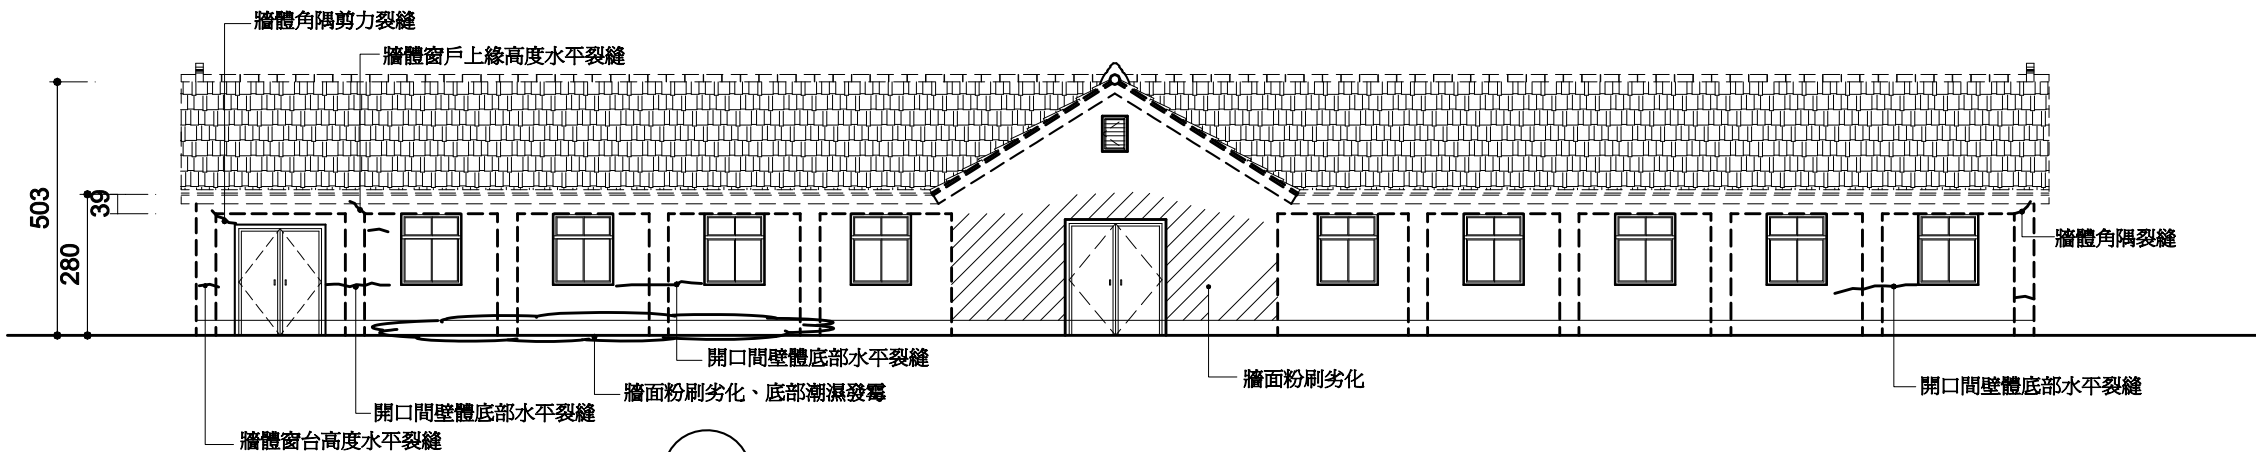 牆體角隅剪力裂縫
牆體窗戶上緣高度水平裂縫
503
39
280
牆體角隅裂縫
開口間壁體底部水平裂縫
牆面粉刷劣化
開口間壁體底部水平裂縫
牆面粉刷劣化、底部潮濕發霉
開口間壁體底部水平裂縫
牆體窗台高度水平裂縫